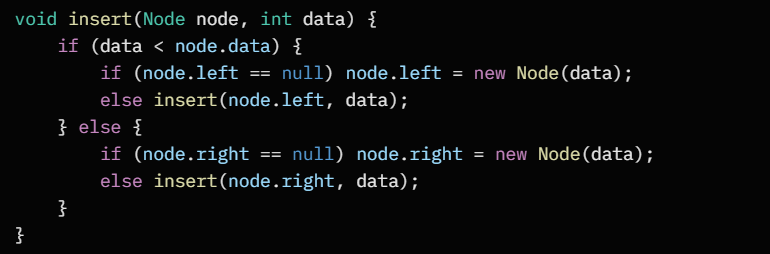 void insert(Node node, int data) {
    if (data < node.data) {
        if (node.left == null) node.left = new Node(data);
        else insert(node.left, data);
    } else {
        if (node.right == null) node.right = new Node(data);
        else insert(node.right, data);
    }
}